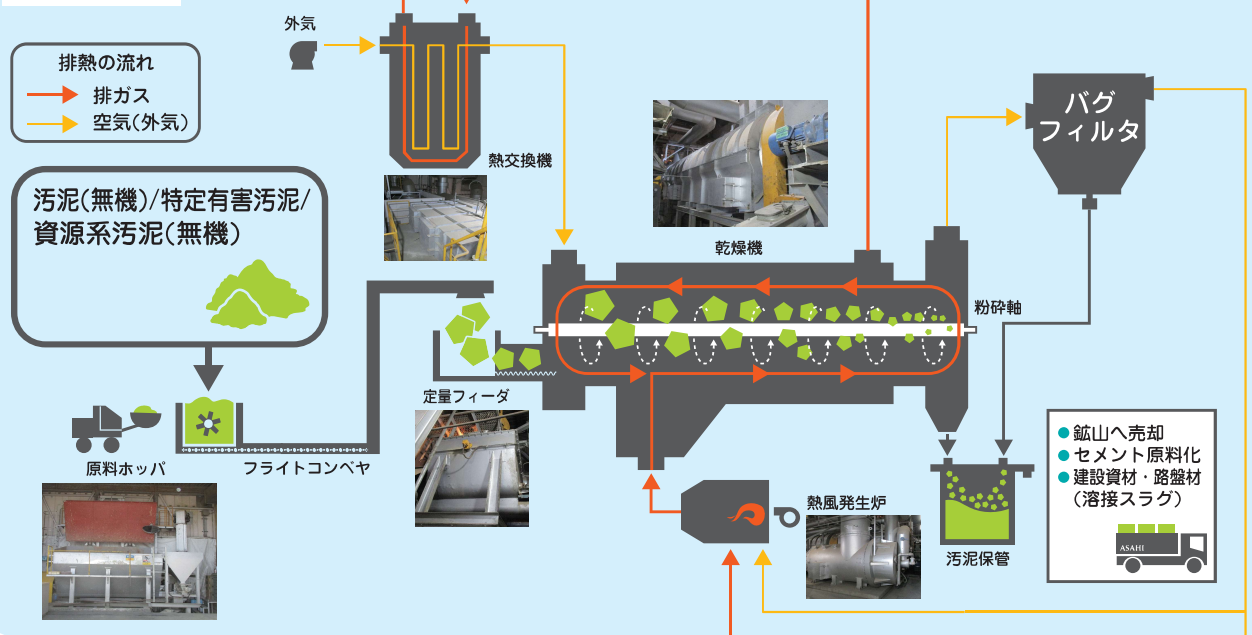 外気
排熱の流れ
排ガス
空気(外気)
熱交換機
汚泥(無機)/特定有害汚泥/
資源系汚泥(無機)
乾燥機
バグ
フィルタ
粉砕軸
定量フィーダ
原料ホッパ
フライトコンベヤ
熱風発生炉
汚泥保管
鉱山へ売却
セメント原料化
建設資材・路盤材
(溶接スラグ)
ASAHI